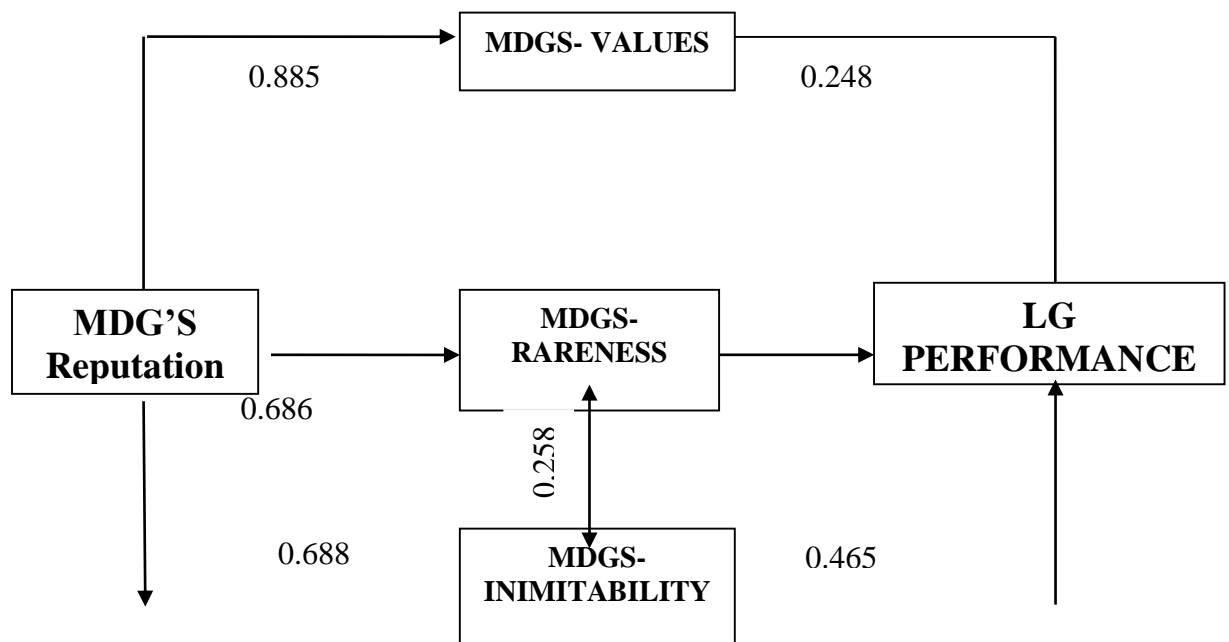 MDGS- VALUES
0.885
0.248
MDG’S
Reputation
MDGS-
RARENESS
LG
PERFORMANCE
0.686
0.258
0.688
MDGS-
INIMITABILITY
0.465